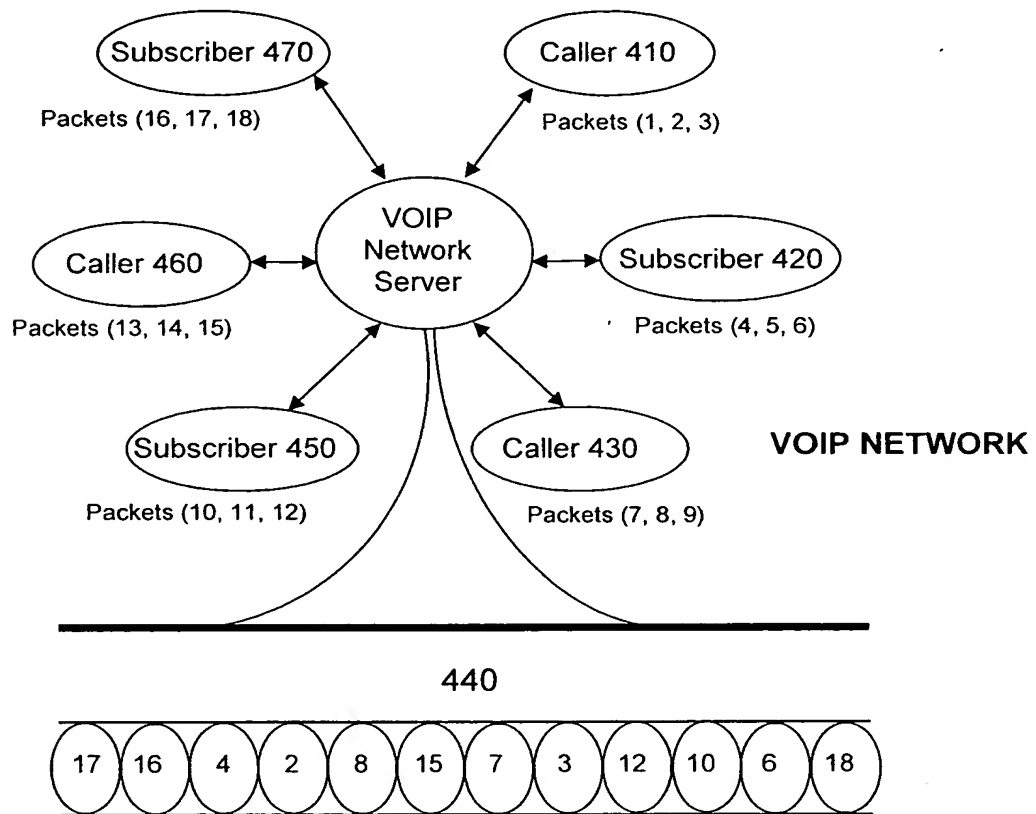 Subscriber 470
Caller 410
Packets (16, 17, 18)
Packets (1, 2, 3)
VOIP
Network
Server
Caller 460
Subscriber 420
Packets (13, 14, 15)
Packets (4, 5, 6)
Subscriber 450
Caller 430
VOIP NETWORK
Packets (10, 11, 12)
Packets (7, 8, 9)
440
17 16 4 2 8 15 7 3 12 10 6 18